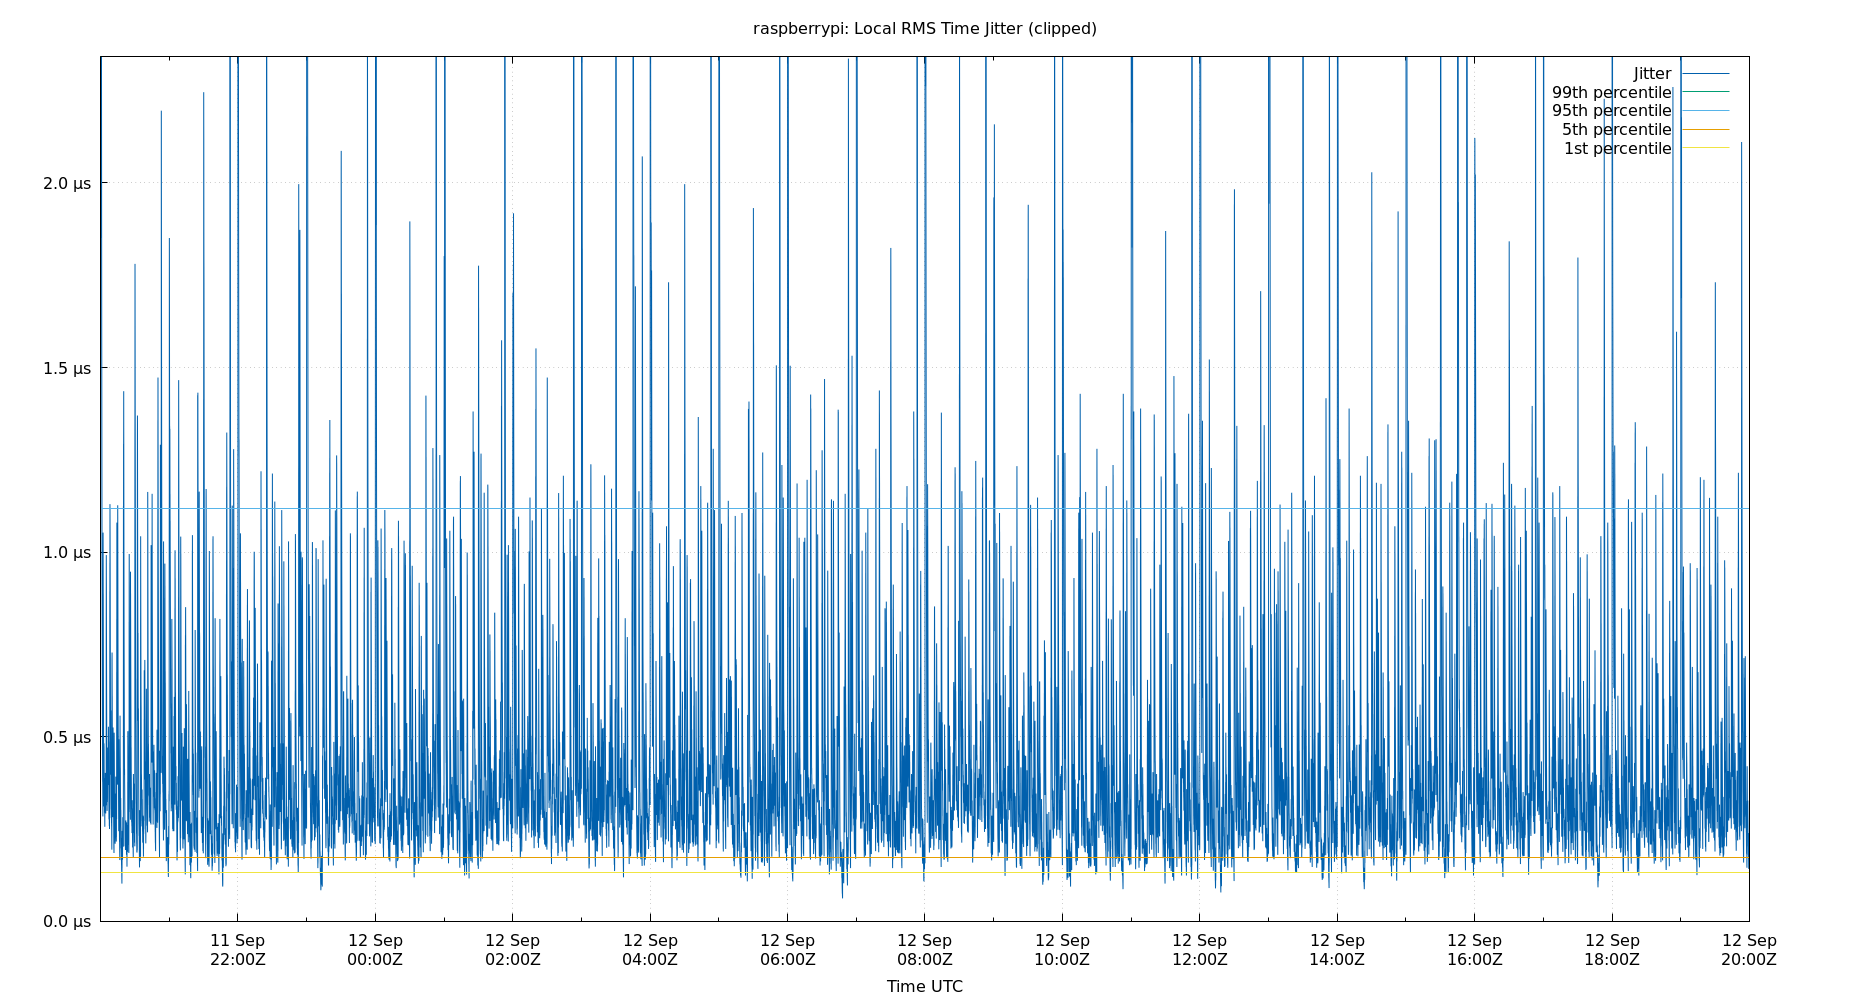 raspberrypi: Local RMS Time Jitter (clipped)
Jitter
99th percentile
95th percentile
5th percentile
1st percentile
2.0 μs
1.5 μs
1.0 μs
0.5 μs
0.0 μs
11 Sep 12 Sep 12 Sep 12 Sep 12 Sep 12 Sep 12 Sep 12 Sep 12 Sep 12 Sep 12 Sep 12 Sep
22:00Z 00:00Z 02:00Z 04:00Z 06:00Z 08:00Z 10:00Z 12:00Z 14:00Z 16:00Z 18:00Z 20:00Z
Time UTC